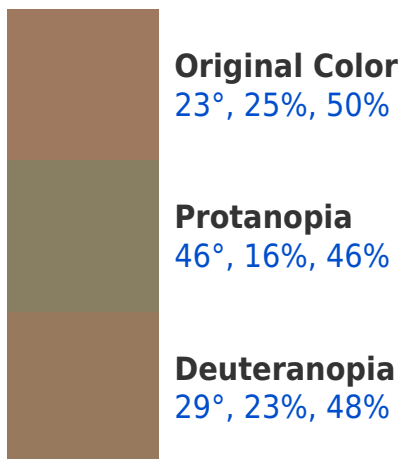 Original Color
23°, 25%, 50%
Protanopia
46°, 16%, 46%
Deuteranopia
29°, 23%, 48%